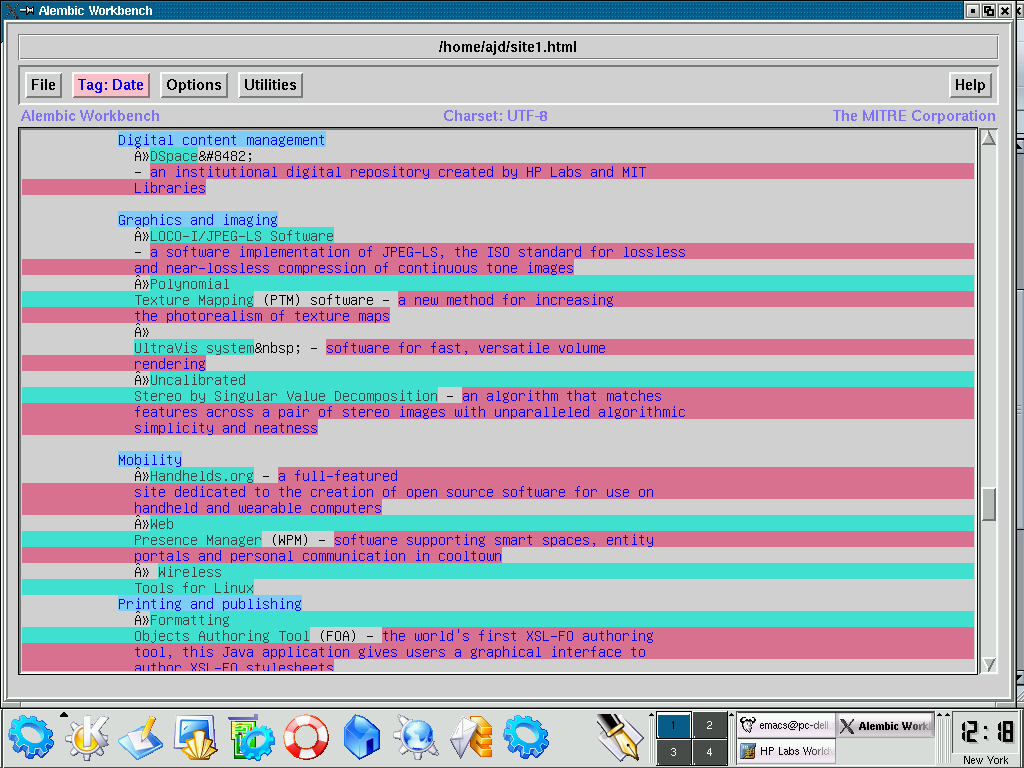 Alembic Workbench
/home/ajd/site1.html
File Tag: Date Options Utilities Help
Alembic Workbench Charset: UTF-8 The MITRE Corporation
Digital content management
Â»DSpace&#8482;
- an institutional digital repository created by HP Labs and MIT
Libraries
Graphics and imaging
Â»LOCO-I/JPEG-LS Software
- a software implementation of JPEG-LS, the ISO standard for lossless
and near-lossless compression of continuous tone images
Â»Polynomial
Texture Mapping (PTM) software - a new method for increasing
the photorealism of texture maps
Â»
UltraVis system&nbsp; - software for fast, versatile volume
rendering
Â»Uncalibrated
Stereo by Singular Value Decomposition - an algorithm that matches
features across a pair of stereo images with unparalleled algorithmic
simplicity and neatness
Mobility
Â»Handhelds.org - a full-featured
site dedicated to the creation of open source software for use on
handheld and wearable computers
Â»Web
Presence Manager (WPM) - software supporting smart spaces, entity
portals and personal communication in cooltown
Â» Wireless
Tools for Linux
Printing and publishing
Â»Formatting
Objects Authoring Tool (FOA) - the world's first XSL-FO authoring
tool, this Java application gives users a graphical interface to
author XSL-FO stylesheets
1 2 emacs@pc-dell Alembic Work 12:18
3 4 HP Labs World New York